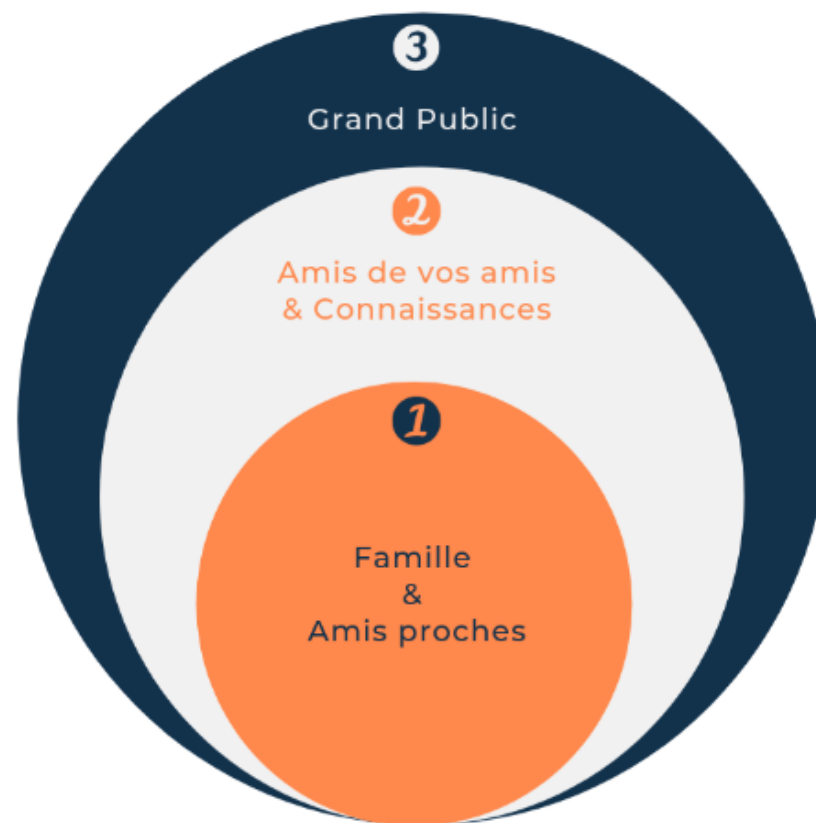 3
Grand Public
2
Amis de vos amis
& Connaissances
1
Famille
&
Amis proches